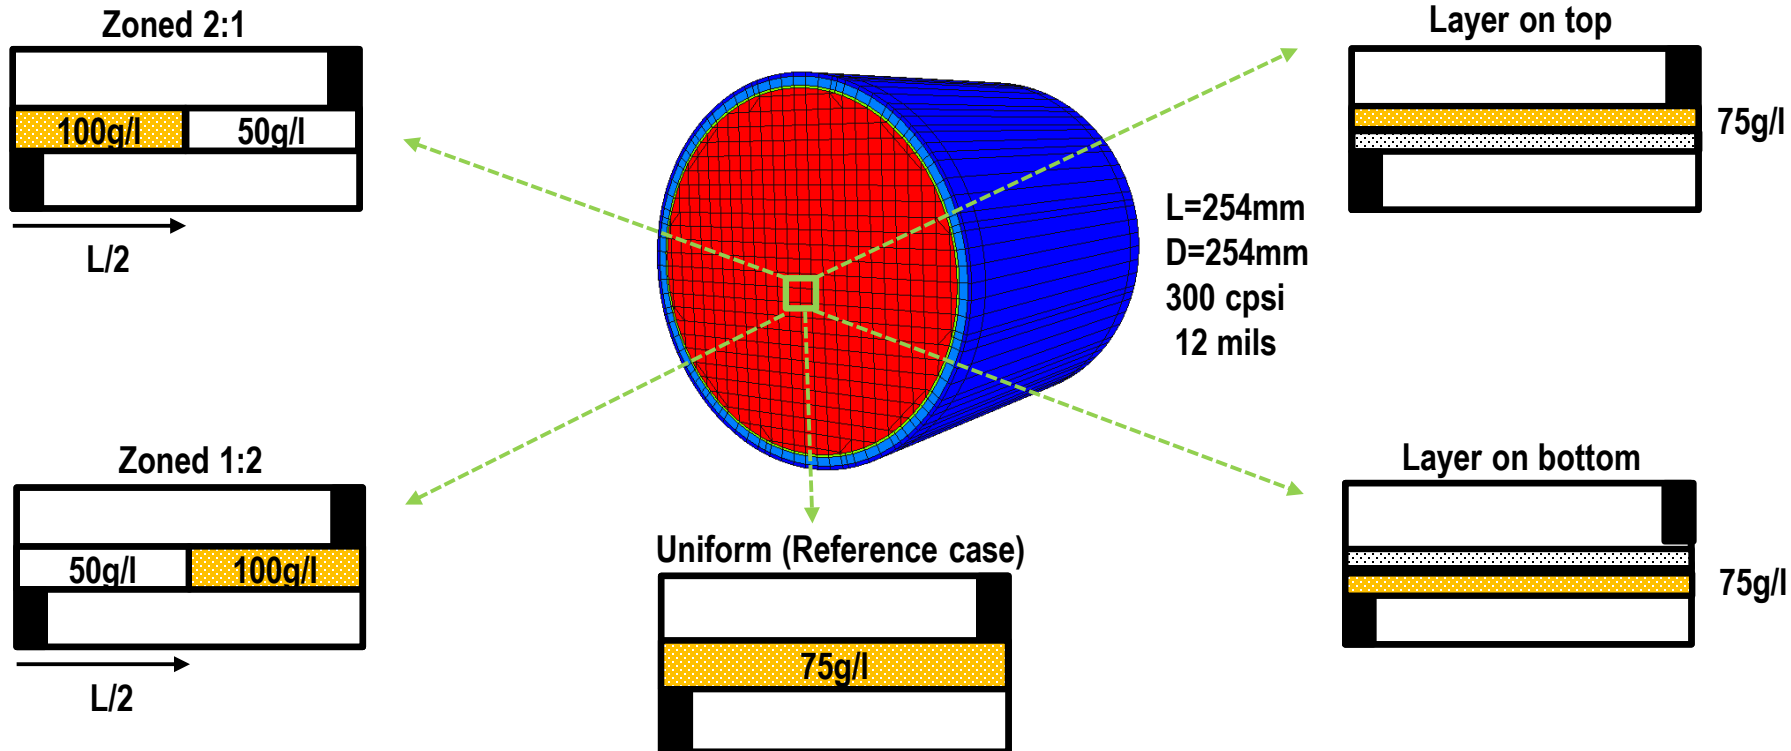 Zoned 2:1
100g/l
50g/l
L/2
Layer on top
75g/l
L=254mm
D=254mm
300 cpsi
12 mils
Zoned 1:2
50g/l
100g/l
L/2
Uniform (Reference case)
75g/l
Layer on bottom
75g/l